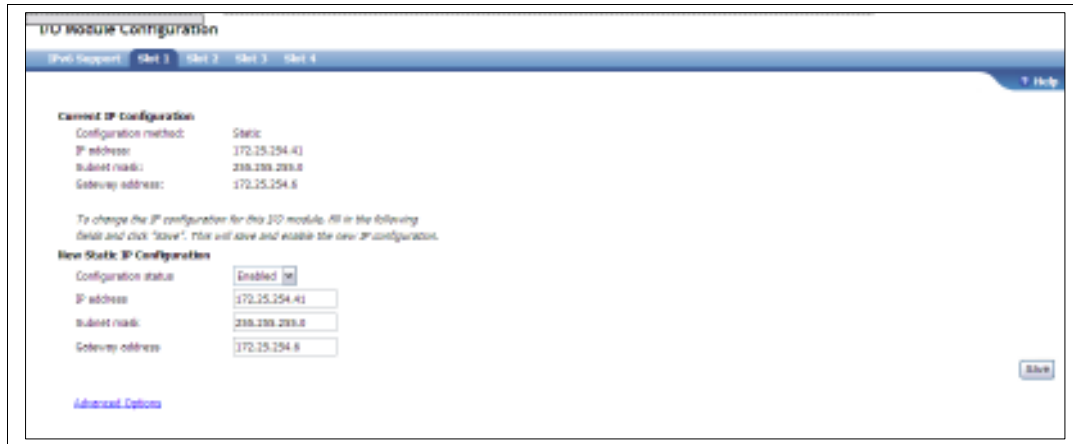 I/O Module Configuration
IPv6 Support Slot 1 Slot 2 Slot 3 Slot 4
? Help
Current IP Configuration
Configuration method: Static
IP address: 172.25.254.41
Subnet mask: 255.255.255.0
Gateway address: 172.25.254.6
To change the IP configuration for this I/O module, fill in the following
fields and click "Save". This will save and enable the new IP configuration.
New Static IP Configuration
Configuration status Enabled
IP address 172.25.254.41
Subnet mask 255.255.255.0
Gateway address 172.25.254.6
Save
Advanced Options